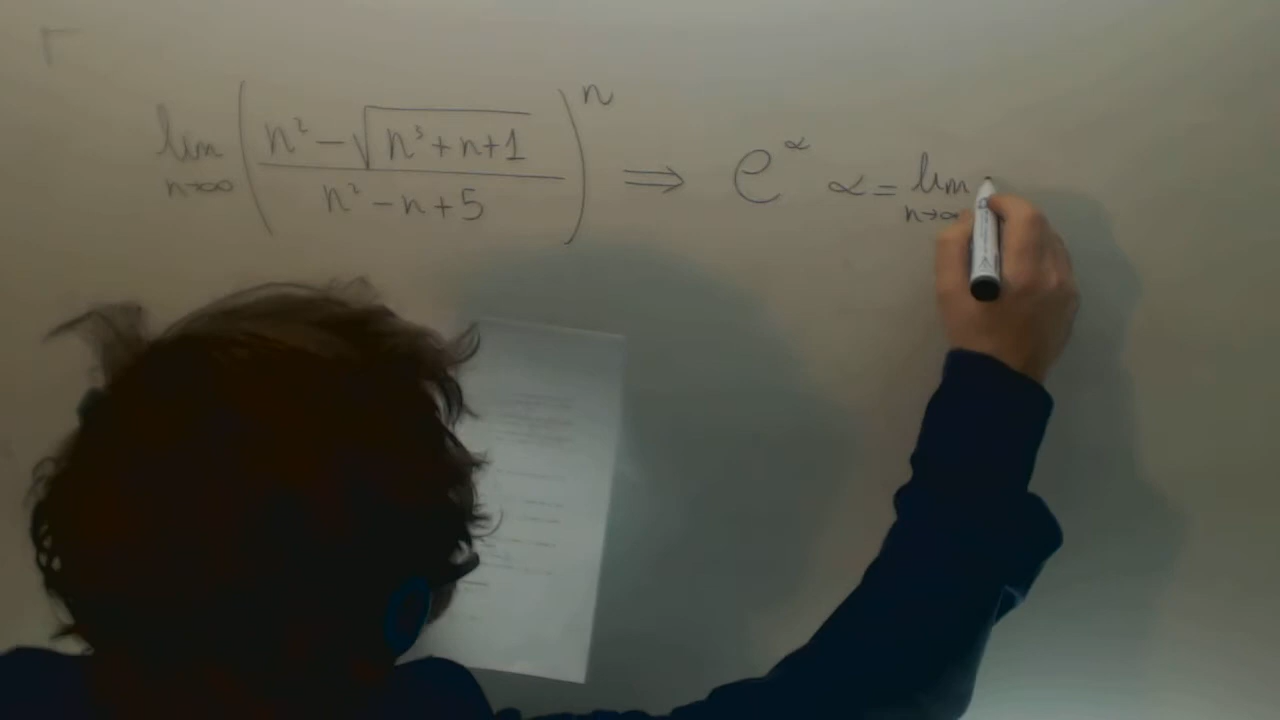 lim n→∞ ( (n² − √(n³+n+1)) / (n² − n + 5) )ⁿ ⟹ e^α α = lim n→∞